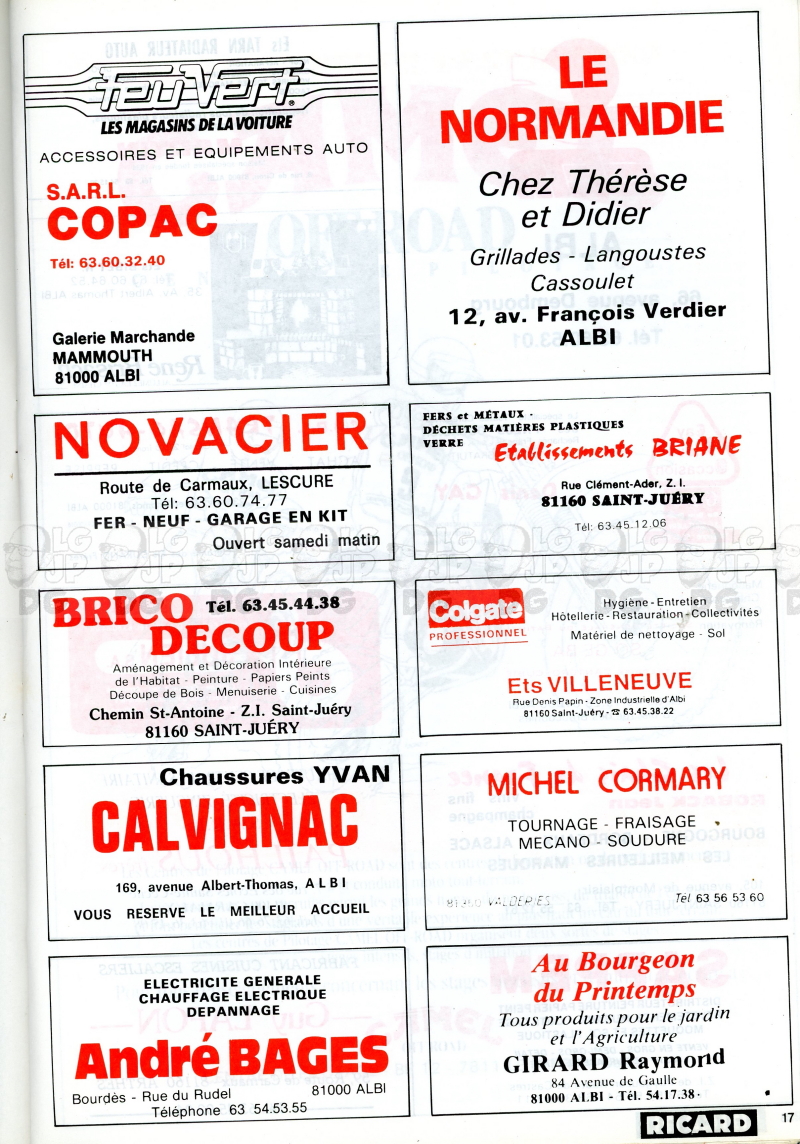 Feu Vert
LES MAGASINS DE LA VOITURE
ACCESSOIRES ET EQUIPEMENTS AUTO
S.A.R.L.
COPAC
Tél: 63.60.32.40
Galerie Marchande
MAMMOUTH
81000 ALBI
LE
NORMANDIE
Chez Thérèse
et Didier
Grillades - Langoustes
Cassoulet
12, av. François Verdier
ALBI
NOVACIER
Route de Carmaux, LESCURE
Tél: 63.60.74.77
FER - NEUF - GARAGE EN KIT
Ouvert samedi matin
FERS et MÉTAUX -
DÉCHETS MATIÈRES PLASTIQUES
VERRE
Etablissements BRIANE
Rue Clément-Ader, Z. I.
81160 SAINT-JUÉRY
Tél: 63.45.12.06
BRICO Tél. 63.45.44.38
DECOUP
Aménagement et Décoration Intérieure
de l'Habitat - Peinture - Papiers Peints
Découpe de Bois - Menuiserie - Cuisines
Chemin St-Antoine - Z.I. Saint-Juéry
81160 SAINT-JUÉRY
Colgate
PROFESSIONNEL
Hygiène - Entretien
Hôtellerie - Restauration - Collectivités
Matériel de nettoyage - Sol
Ets VILLENEUVE
Rue Denis Papin - Zone Industrielle d'Albi
81160 Saint-Juéry - ☎ 63.45.38.22
Chaussures YVAN
CALVIGNAC
169, avenue Albert-Thomas, ALBI
VOUS RESERVE LE MEILLEUR ACCUEIL
MICHEL CORMARY
TOURNAGE - FRAISAGE
MECANO - SOUDURE
VALDERIES Tel 63 56 53 60
ELECTRICITE GENERALE
CHAUFFAGE ELECTRIQUE
DEPANNAGE
André BAGES
Bourdès - Rue du Rudel 81000 ALBI
Téléphone 63 54.53.55
Au Bourgeon
du Printemps
Tous produits pour le jardin
et l'Agriculture
GIRARD Raymond
84 Avenue de Gaulle
81000 ALBI - Tél. 54.17.38.
RICARD 17